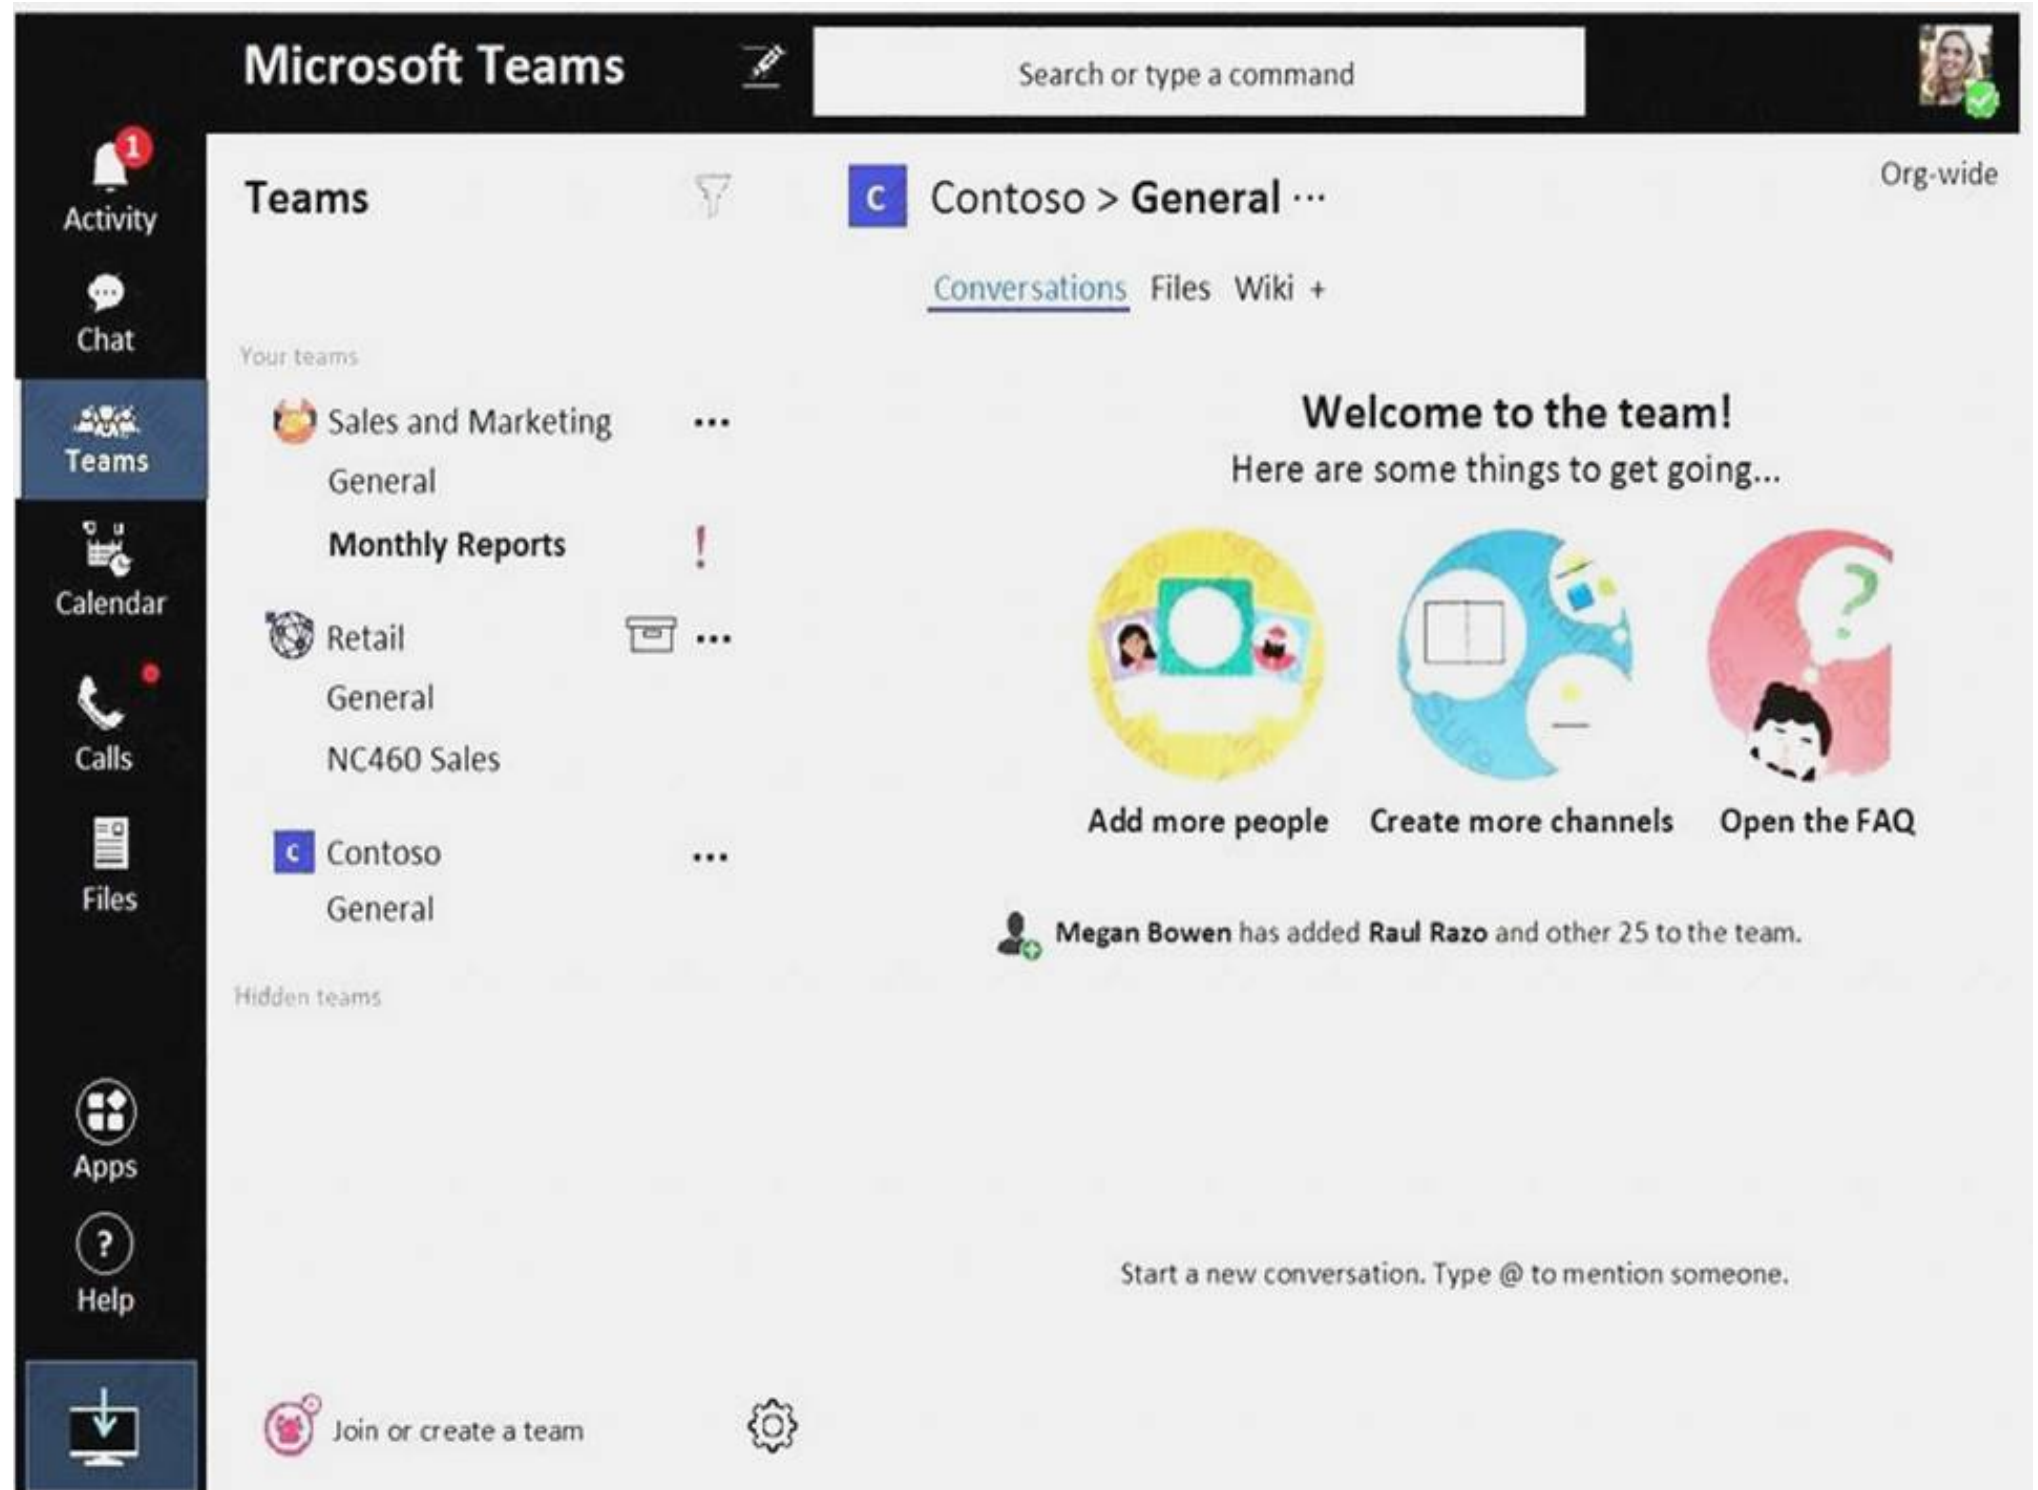 Microsoft Teams
Search or type a command
1
Activity
Chat
Teams
Calendar
Calls
Files
Apps
?
Help
Teams
Your teams
Sales and Marketing ...
General
Monthly Reports !
Retail ...
General
NC460 Sales
C Contoso ...
General
Hidden teams
Join or create a team
C Contoso > General ...
Org-wide
Conversations Files Wiki +
Welcome to the team!
Here are some things to get going...
?
Add more people Create more channels Open the FAQ
Megan Bowen has added Raul Razo and other 25 to the team.
Start a new conversation. Type @ to mention someone.